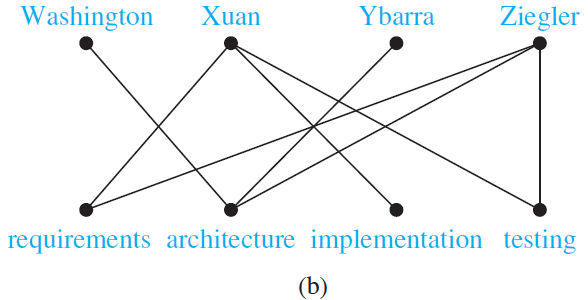 Washington Xuan Ybarra Ziegler
requirements architecture implementation testing
(b)